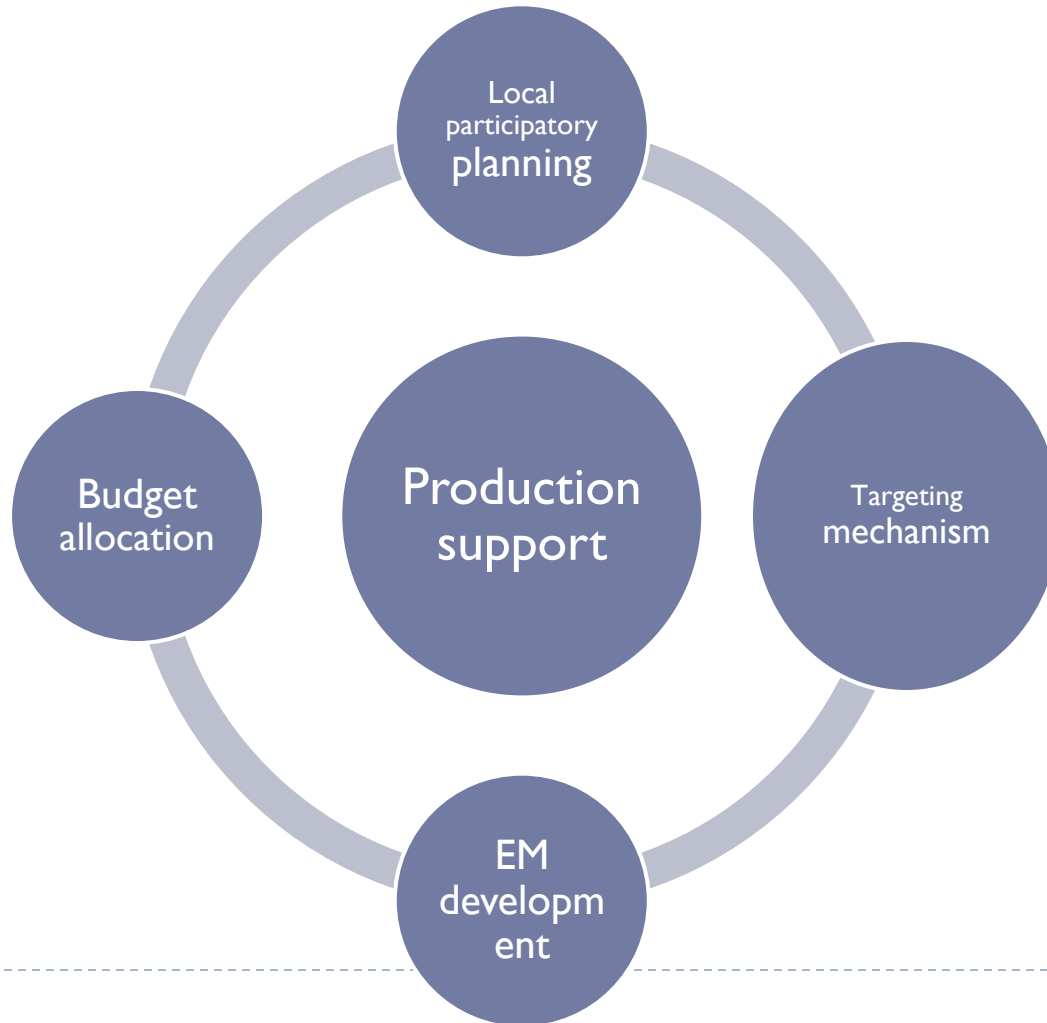 Local
participatory
planning
Budget
allocation
Production
support
Targeting
mechanism
EM
developm
ent